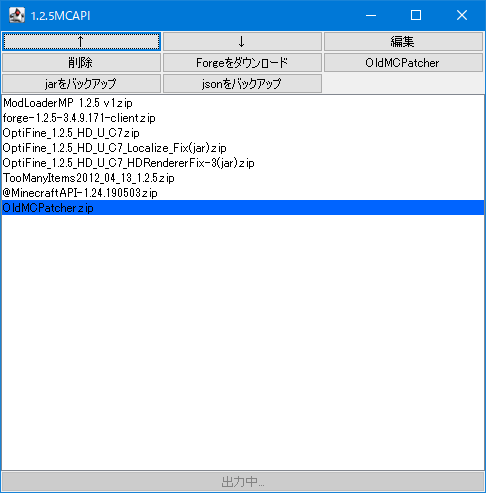 1.2.5MCAPI
↑ ↓ 編集
削除 Forgeをダウンロード OldMCPatcher
jarをバックアップ jsonをバックアップ
ModLoaderMP 1.2.5 v1.zip
forge-1.2.5-3.4.9.171-client.zip
OptiFine_1.2.5_HD_U_C7.zip
OptiFine_1.2.5_HD_U_C7_Localize_Fix(jar).zip
OptiFine_1.2.5_HD_U_C7_HDRendererFix-3(jar).zip
TooManyItems2012_04_13_1.2.5.zip
@MinecraftAPI-1.24.190503.zip
OldMCPatcher.zip
出力中...